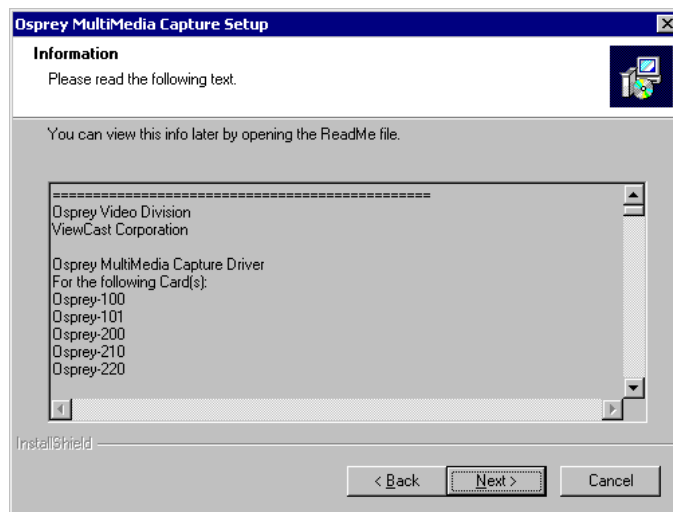 Osprey MultiMedia Capture Setup
Information
Please read the following text.
You can view this info later by opening the ReadMe file.
===============================================
Osprey Video Division
ViewCast Corporation
Osprey MultiMedia Capture Driver
For the following Card(s):
Osprey-100
Osprey-101
Osprey-200
Osprey-210
Osprey-220
InstallShield
< Back
Next >
Cancel